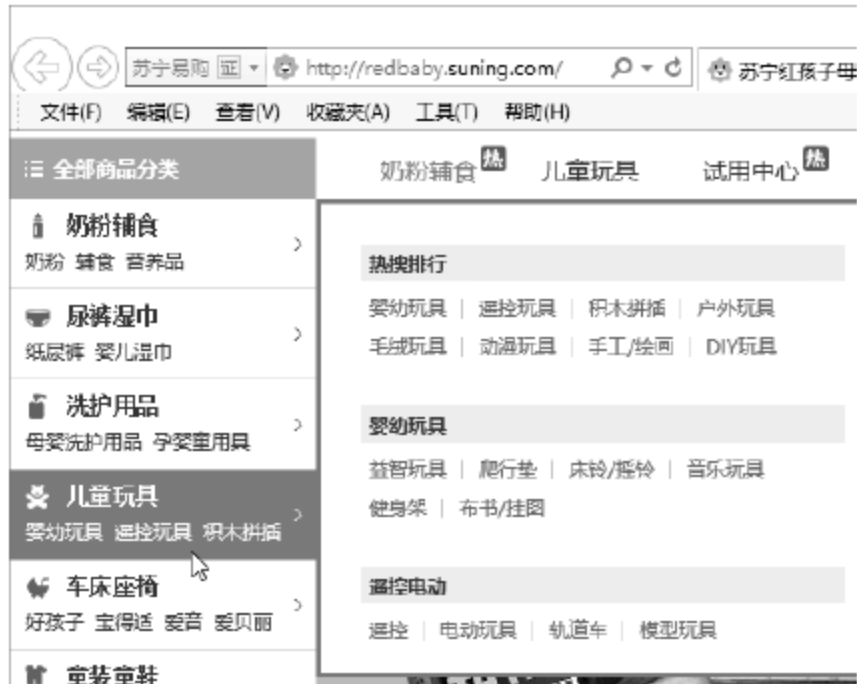 苏宁易购 证 http://redbaby.suning.com/ 苏宁红孩子母
文件(F) 编辑(E) 查看(V) 收藏夹(A) 工具(T) 帮助(H)
全部商品分类 奶粉辅食 热 儿童玩具 试用中心 热
奶粉辅食
奶粉 辅食 营养品
尿裤湿巾
纸尿裤 婴儿湿巾
洗护用品
母婴洗护用品 孕婴童用具
儿童玩具
婴幼玩具 遥控玩具 积木拼插
车床座椅
好孩子 宝得适 爱音 爱贝丽
童装童鞋
热搜排行
婴幼玩具 | 遥控玩具 | 积木拼插 | 户外玩具
毛绒玩具 | 动漫玩具 | 手工/绘画 | DIY玩具
婴幼玩具
益智玩具 | 爬行垫 | 床铃/摇铃 | 音乐玩具
健身架 | 布书/挂图
遥控电动
遥控 | 电动玩具 | 轨道车 | 模型玩具